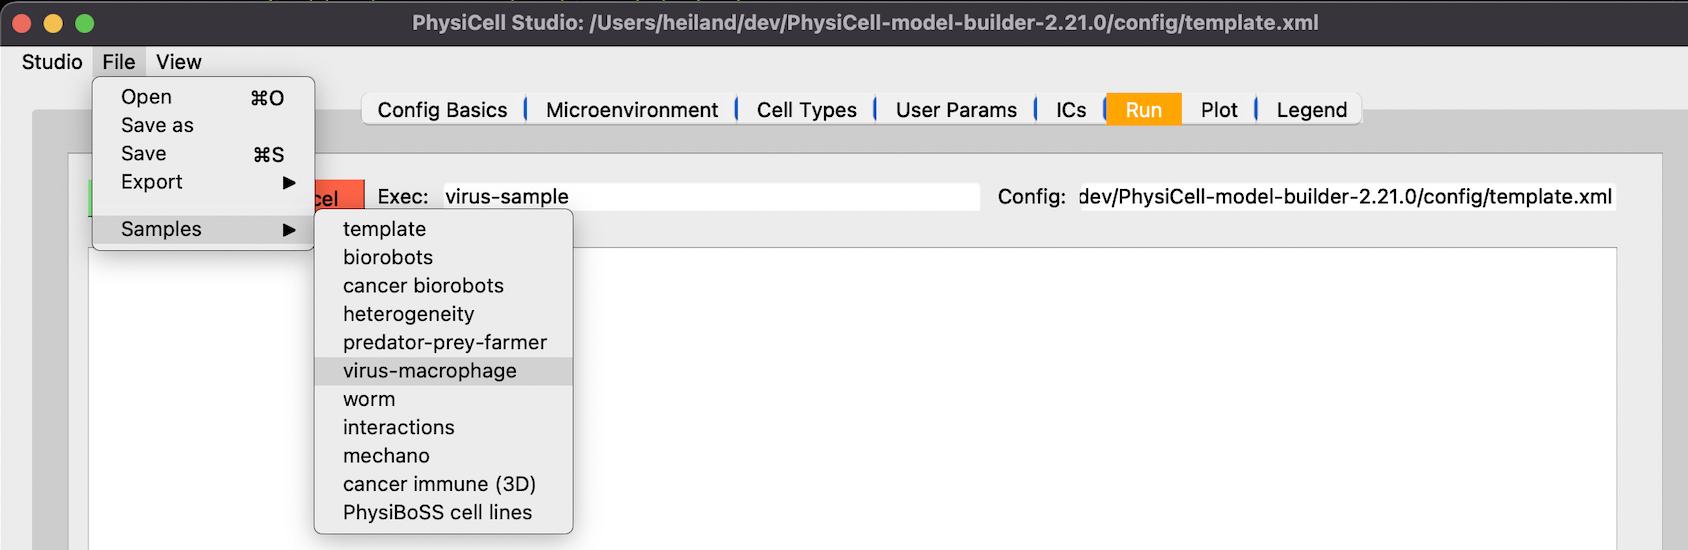 PhysiCell Studio: /Users/heiland/dev/PhysiCell-model-builder-2.21.0/config/template.xml
Studio File View
Open ⌘O
Save as
Save ⌘S
Export ▶
Samples ▶
Config Basics Microenvironment Cell Types User Params ICs Run Plot Legend
cel Exec: virus-sample Config: dev/PhysiCell-model-builder-2.21.0/config/template.xml
template
biorobots
cancer biorobots
heterogeneity
predator-prey-farmer
virus-macrophage
worm
interactions
mechano
cancer immune (3D)
PhysiBoSS cell lines